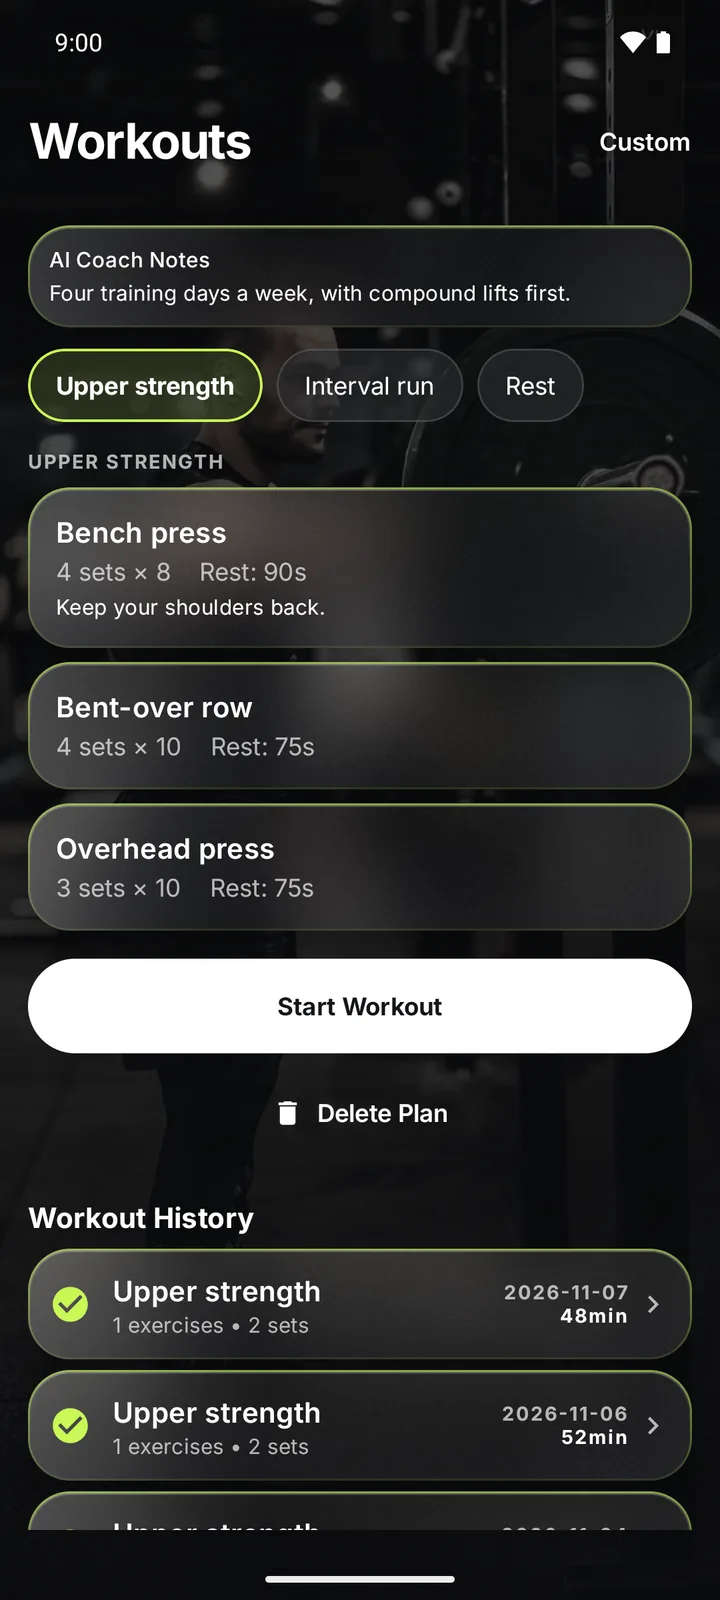 9:00
Workouts
Custom
AI Coach Notes
Four training days a week, with compound lifts first.
Upper strength
Interval run
Rest
UPPER STRENGTH
Bench press
4 sets × 8 Rest: 90s
Keep your shoulders back.
Bent-over row
4 sets × 10 Rest: 75s
Overhead press
3 sets × 10 Rest: 75s
Start Workout
Delete Plan
Workout History
Upper strength
2026-11-07
1 exercises • 2 sets
48min
Upper strength
2026-11-06
1 exercises • 2 sets
52min
Upper strength